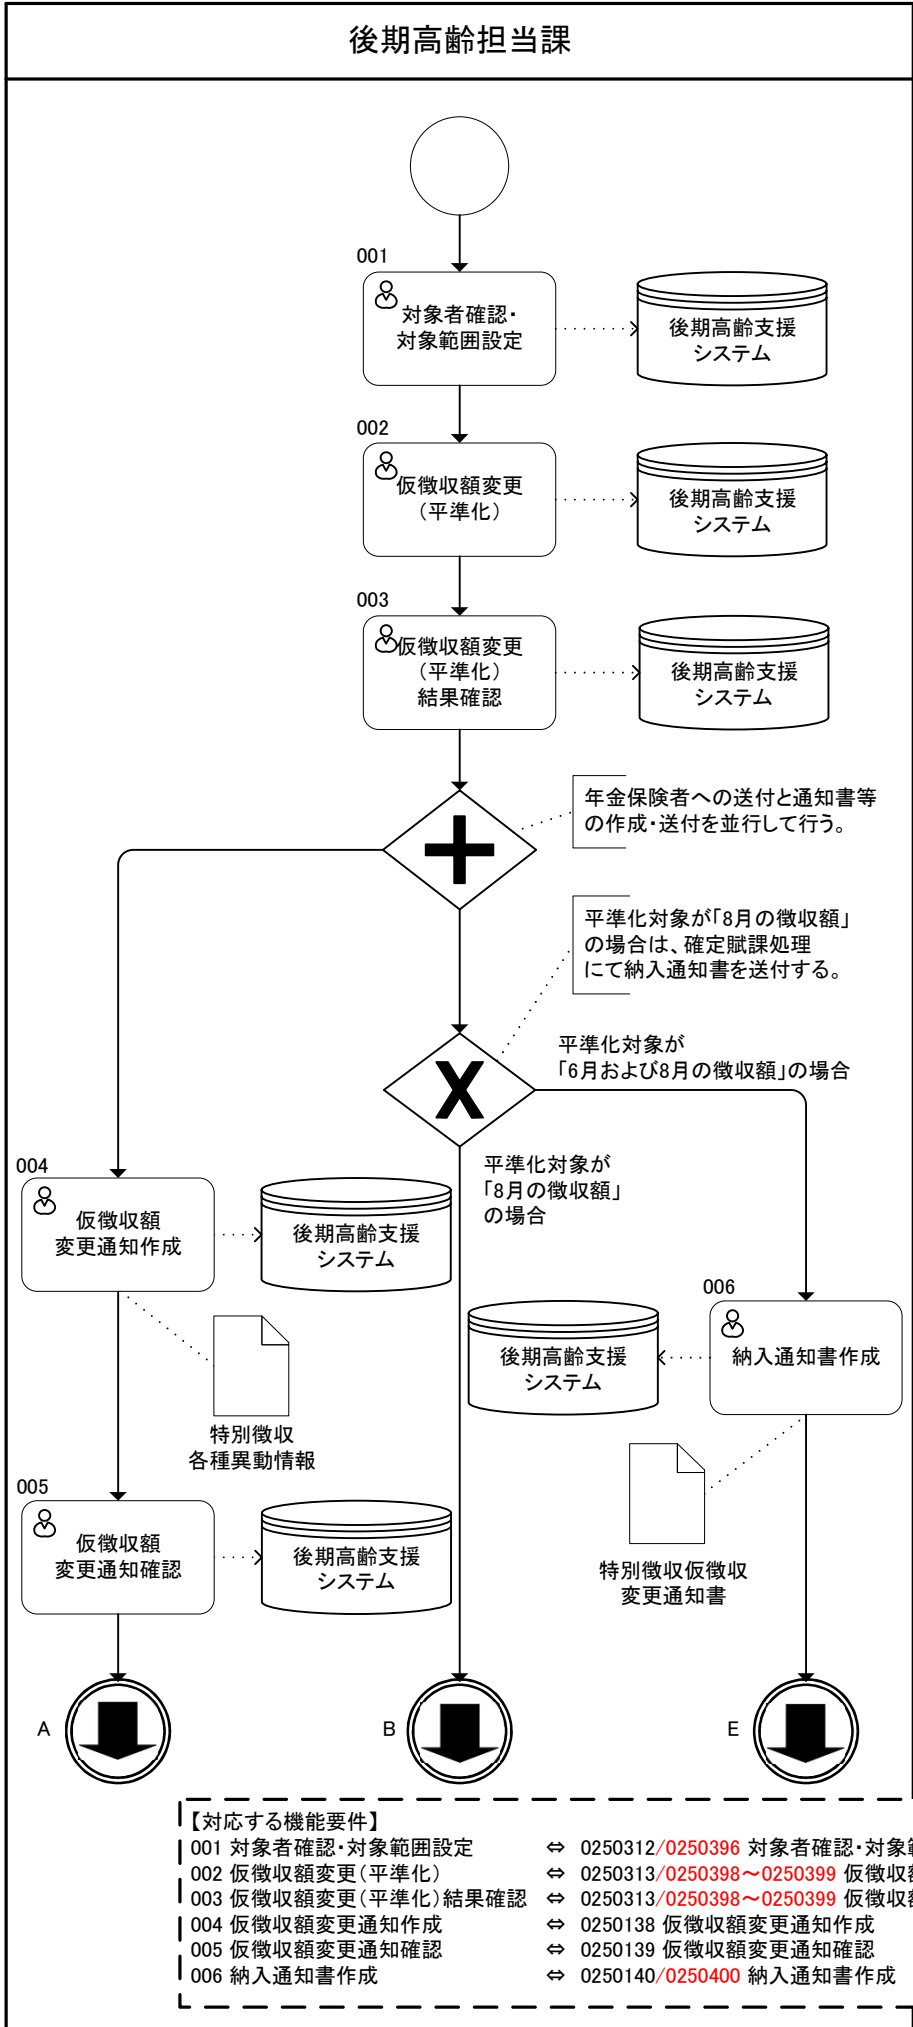 後期高齢担当課
001
対象者確認・
対象範囲設定
後期高齢支援
システム
002
仮徴収額変更
（平準化）
後期高齢支援
システム
003
仮徴収額変更
（平準化）
結果確認
後期高齢支援
システム
年金保険者への送付と通知書等
の作成・送付を並行して行う。
平準化対象が「8月の徴収額」
の場合は、確定賦課処理
にて納入通知書を送付する。
平準化対象が
「6月および8月の徴収額」の場合
X
平準化対象が
「8月の徴収額」
の場合
004
仮徴収額
変更通知作成
後期高齢支援
システム
006
納入通知書作成
後期高齢支援
システム
特別徴収
各種異動情報
005
仮徴収額
変更通知確認
後期高齢支援
システム
特別徴収仮徴収
変更通知書
A
B
E
【対応する機能要件】
001 対象者確認・対象範囲設定 ⇔ 0250312/0250396 対象者確認・対象範
002 仮徴収額変更（平準化） ⇔ 0250313/0250398～0250399 仮徴収額
003 仮徴収額変更（平準化）結果確認 ⇔ 0250313/0250398～0250399 仮徴収額
004 仮徴収額変更通知作成 ⇔ 0250138 仮徴収額変更通知作成
005 仮徴収額変更通知確認 ⇔ 0250139 仮徴収額変更通知確認
006 納入通知書作成 ⇔ 0250140/0250400 納入通知書作成